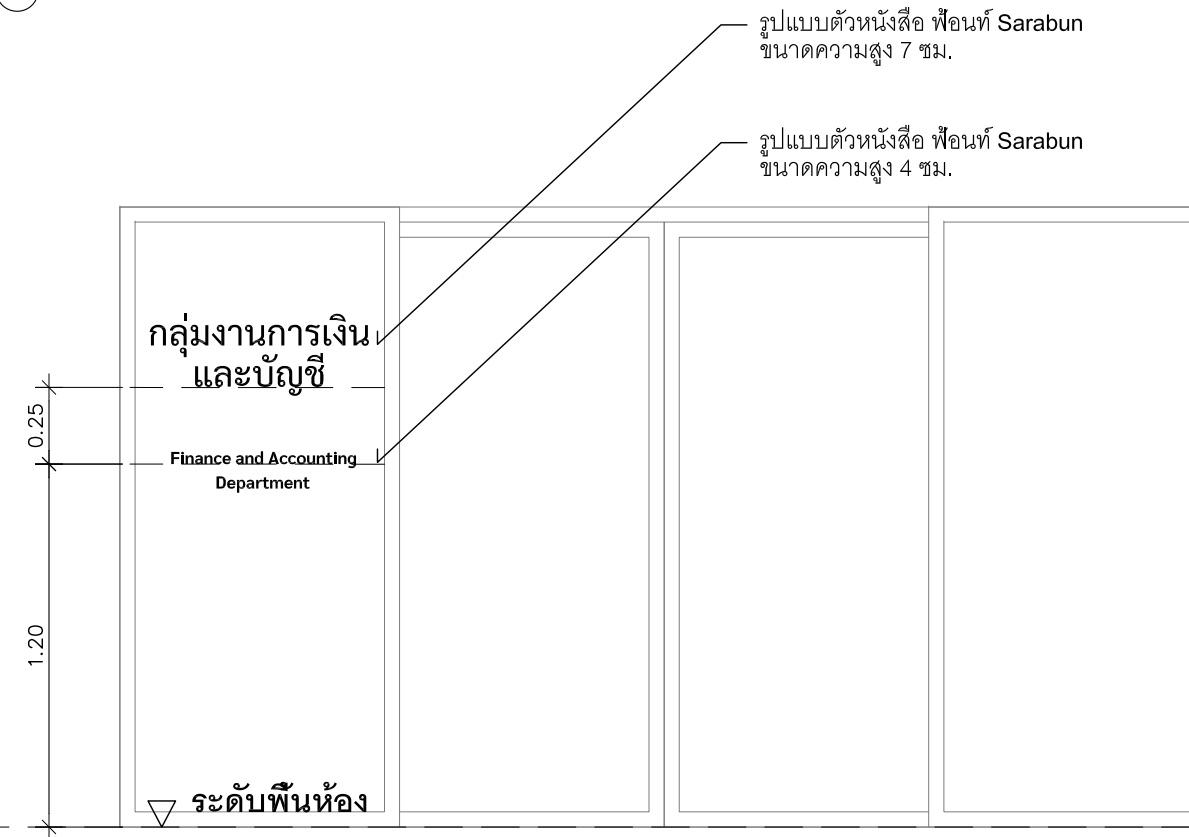 รูปแบบตัวหนังสือ ฟ้อนท์ Sarabun
ขนาดความสูง 7 ซม.
รูปแบบตัวหนังสือ ฟ้อนท์ Sarabun
ขนาดความสูง 4 ซม.
กลุ่มงานการเงิน
และบัญชี
0.25
Finance and Accounting
Department
1.20
ระดับพื้นห้อง